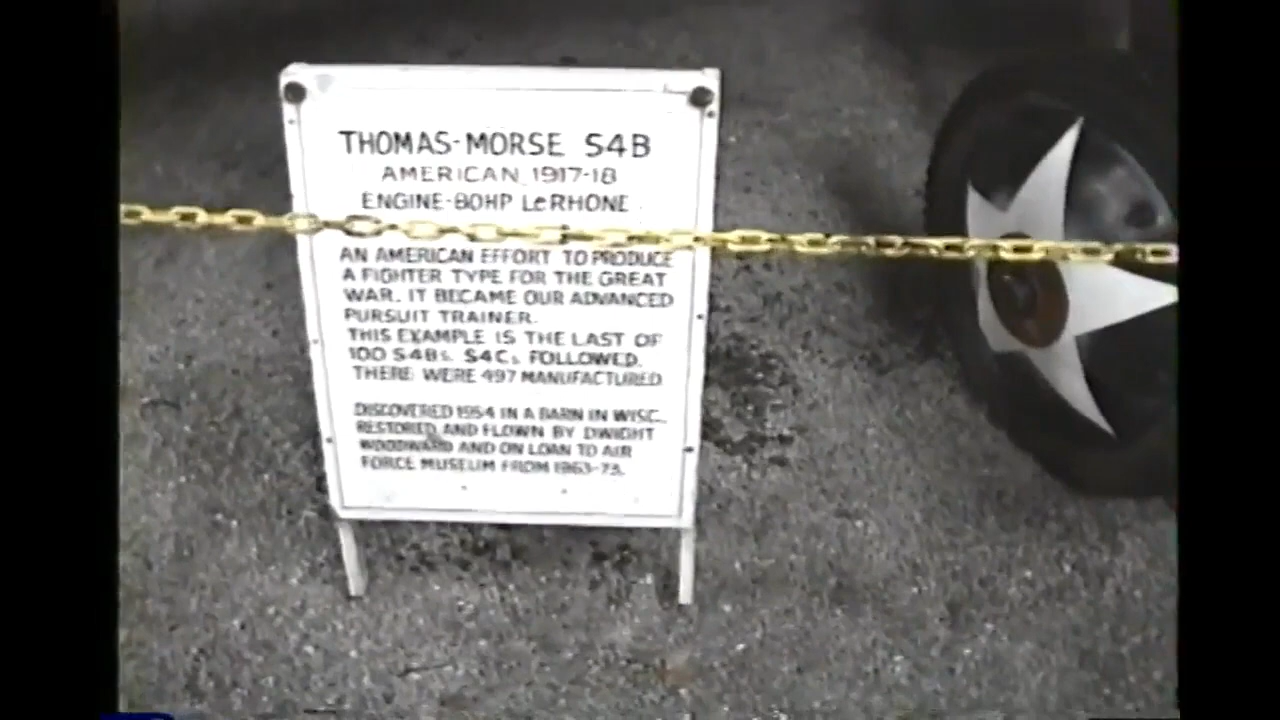 THOMAS-MORSE S4B
AMERICAN 1917-18
ENGINE-80HP LeRHONE
AN AMERICAN EFFORT TO PRODUCE
A FIGHTER TYPE FOR THE GREAT
WAR. IT BECAME OUR ADVANCED
PURSUIT TRAINER.
THIS EXAMPLE IS THE LAST OF
100 S4Bs. S4Cs FOLLOWED.
THERE WERE 497 MANUFACTURED
DISCOVERED 1954 IN A BARN IN WISC.
RESTORED AND FLOWN BY DWIGHT
WOODWARD AND ON LOAN TO AIR
FORCE MUSEUM FROM 1963-73.